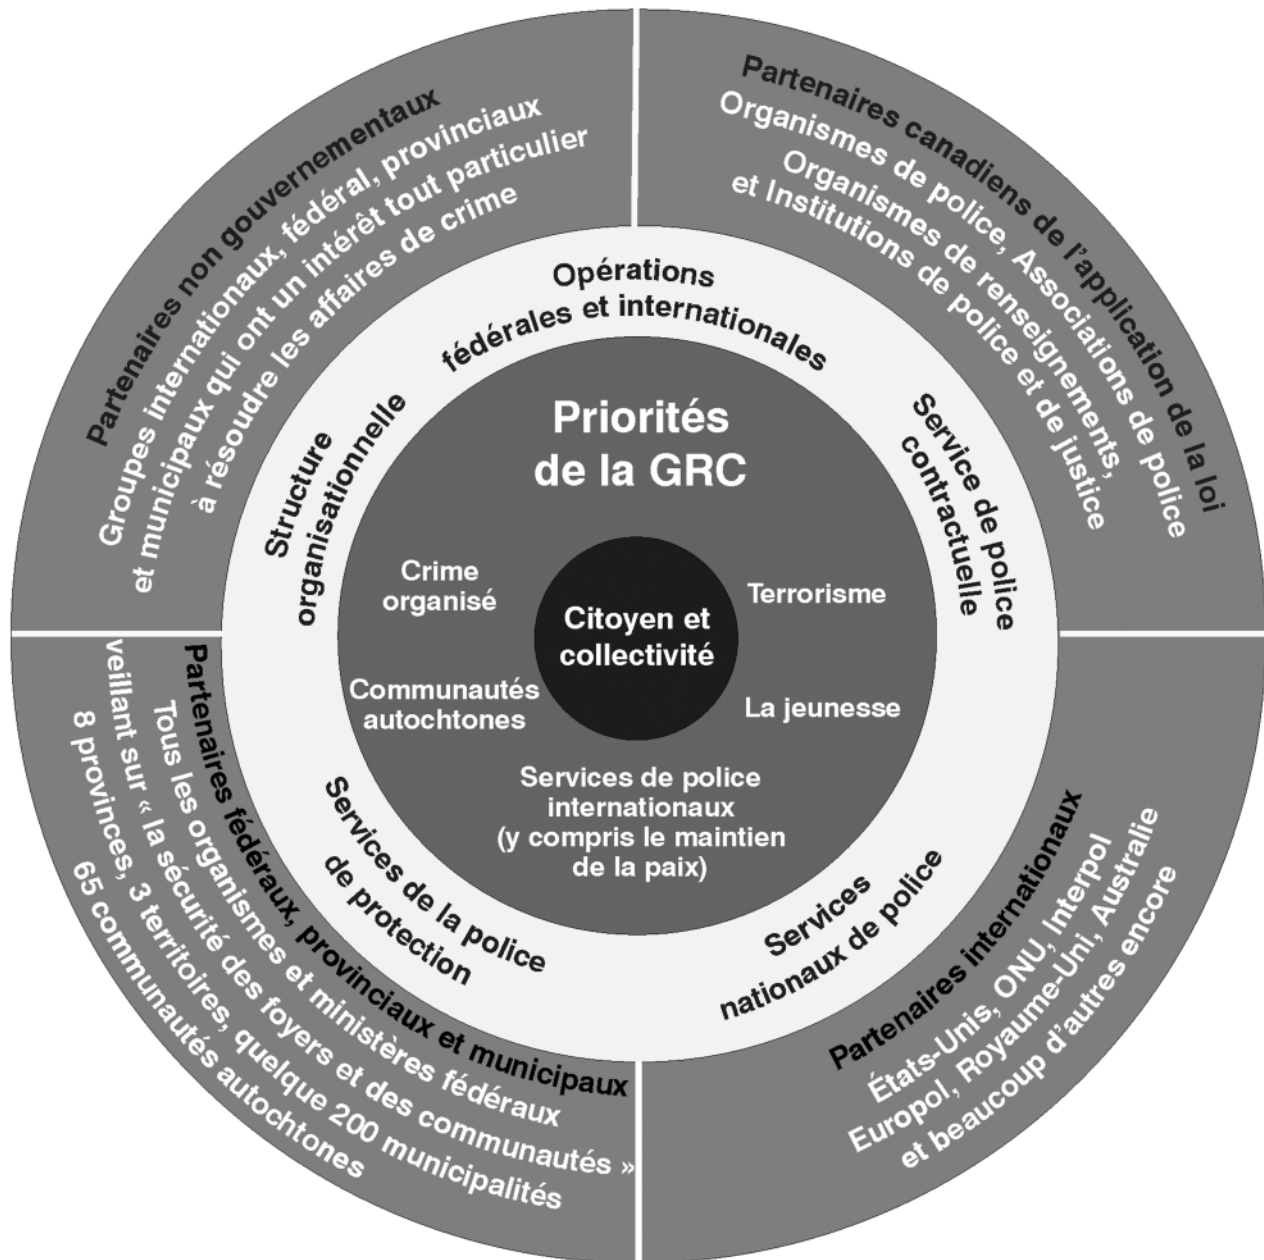 Partenaires non gouvernementaux
Groupes internationaux, fédéral, provinciaux
et municipaux qui ont un intérêt tout particulier
à résoudre les affaires de crime
Partenaires canadiens de l'application de la loi
Organismes de police, Associations de police
Organismes de renseignements,
et Institutions de police et de justice
Opérations
fédérales et internationales
Structure
organisationnelle
Service de police
contractuelle
Priorités
de la GRC
Crime
organisé
Terrorisme
Citoyen et
collectivité
Communautés
autochtones
La jeunesse
Services de police
internationaux
(y compris le maintien
de la paix)
Services de la police
de protection
Services
nationaux de police
Partenaires fédéraux, provinciaux et municipaux
Tous les organismes et ministères fédéraux
veillant sur « la sécurité des foyers et des communautés »
8 provinces, 3 territoires, quelque 200 municipalités
65 communautés autochtones
Partenaires internationaux
États-Unis, ONU, Interpol
Europol, Royaume-Uni, Australie
et beaucoup d'autres encore